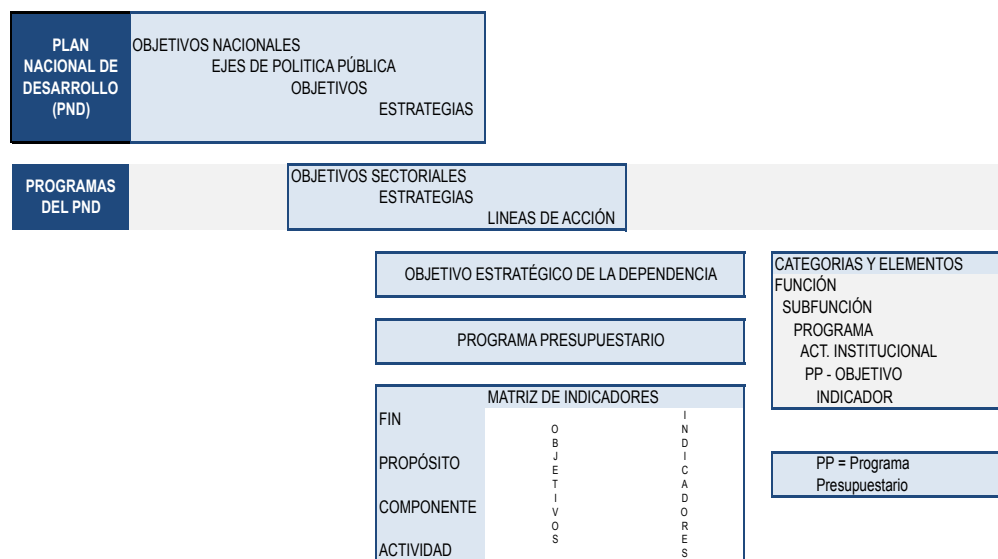 PLAN
NACIONAL DE
DESARROLLO
(PND)
OBJETIVOS NACIONALES
EJES DE POLITICA PÚBLICA
OBJETIVOS
ESTRATEGIAS
PROGRAMAS
DEL PND
OBJETIVOS SECTORIALES
ESTRATEGIAS
LINEAS DE ACCIÓN
OBJETIVO ESTRATÉGICO DE LA DEPENDENCIA
PROGRAMA PRESUPUESTARIO
MATRIZ DE INDICADORES
FIN
PROPÓSITO
COMPONENTE
ACTIVIDAD
OBJETIVOS
INDICADORES
CATEGORIAS Y ELEMENTOS
FUNCIÓN
SUBFUNCIÓN
PROGRAMA
ACT. INSTITUCIONAL
PP - OBJETIVO
INDICADOR
PP = Programa
Presupuestario